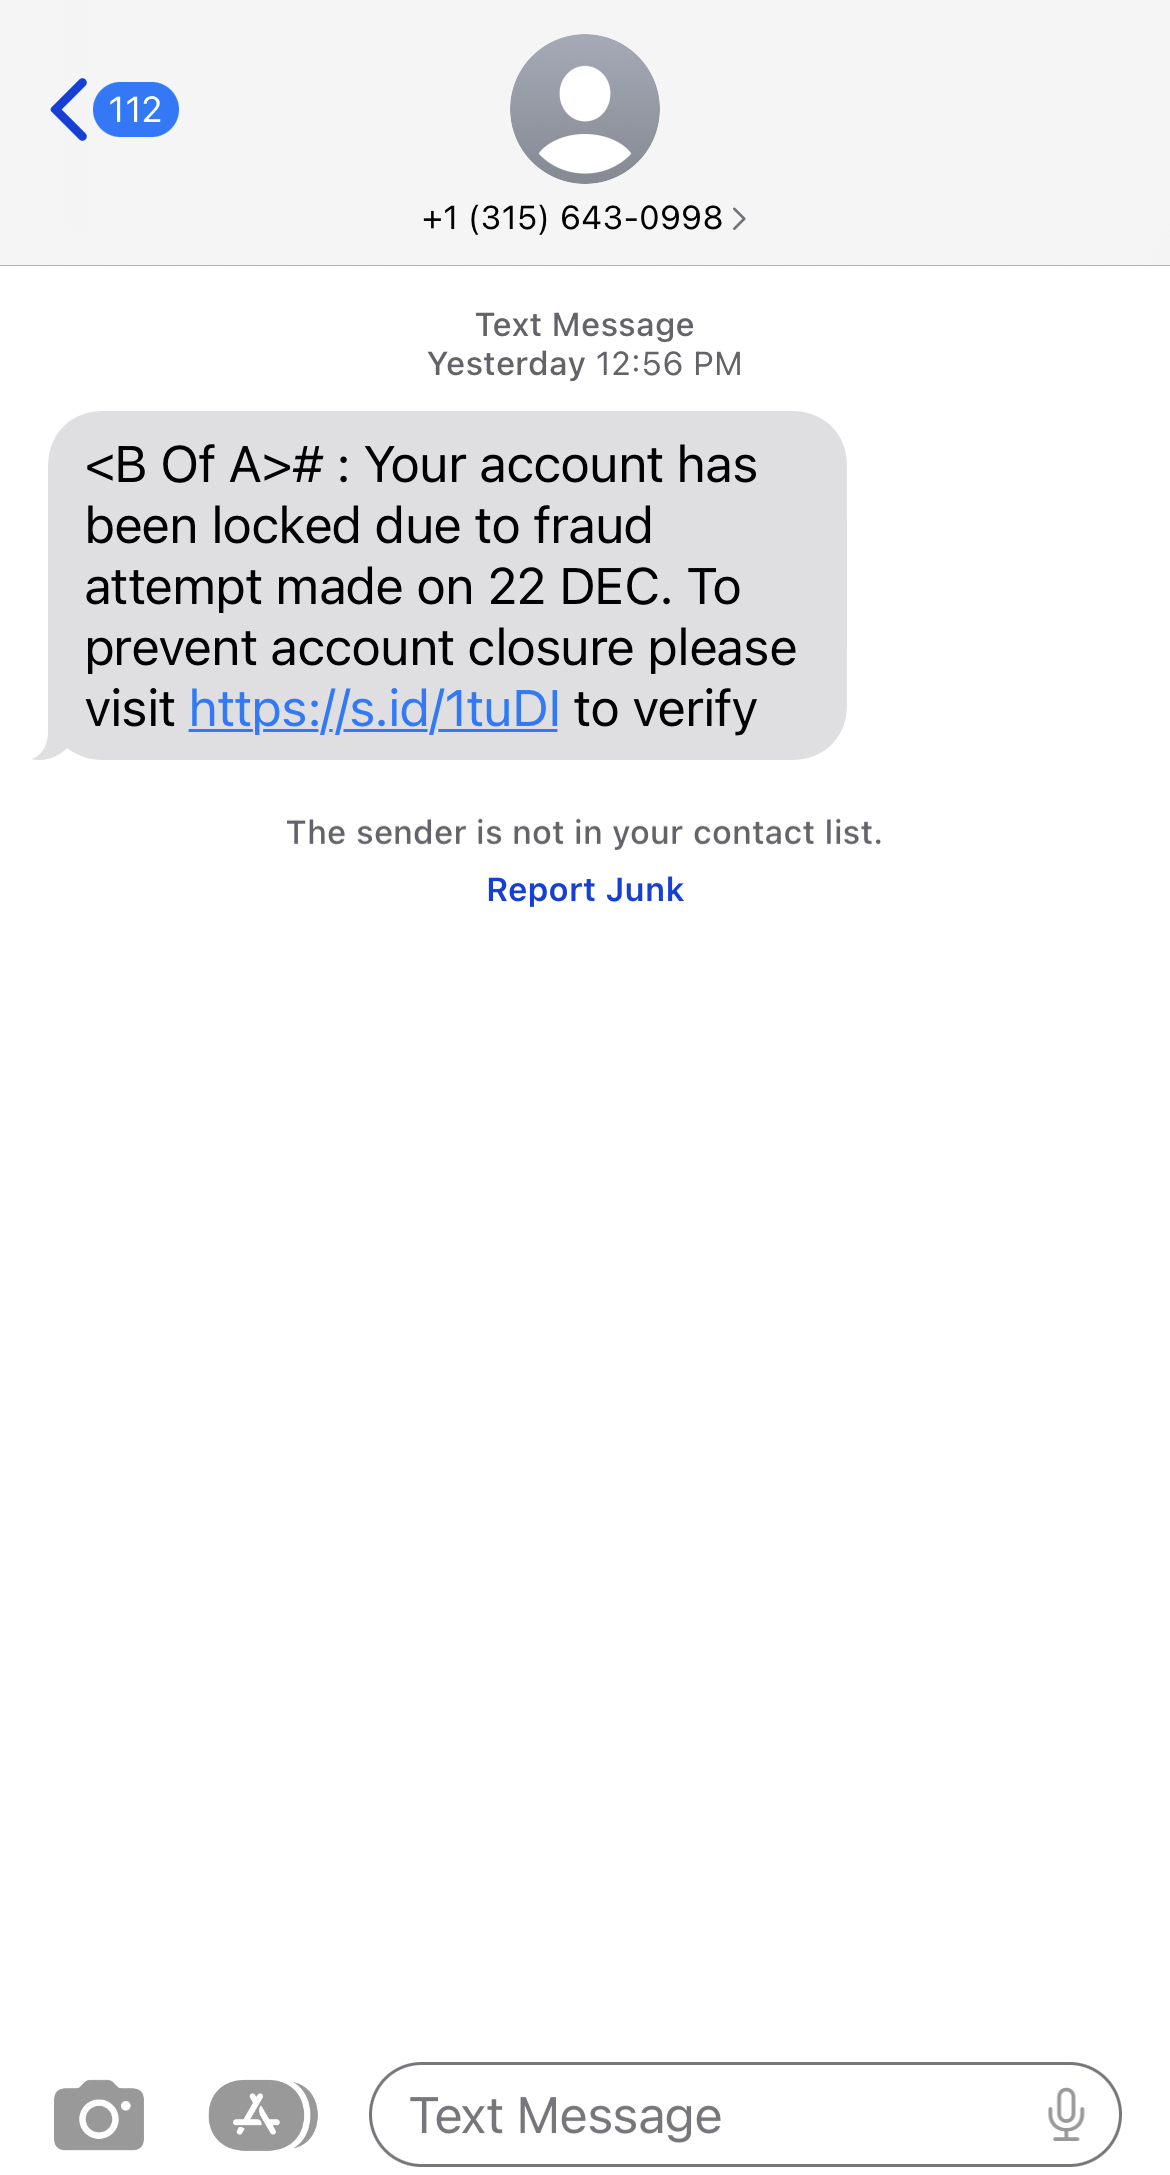 112
+1 (315) 643-0998
Text Message
Yesterday 12:56 PM
<B Of A># : Your account has
been locked due to fraud
attempt made on 22 DEC. To
prevent account closure please
visit https://s.id/1tuDl to verify
The sender is not in your contact list.
Report Junk
Text Message